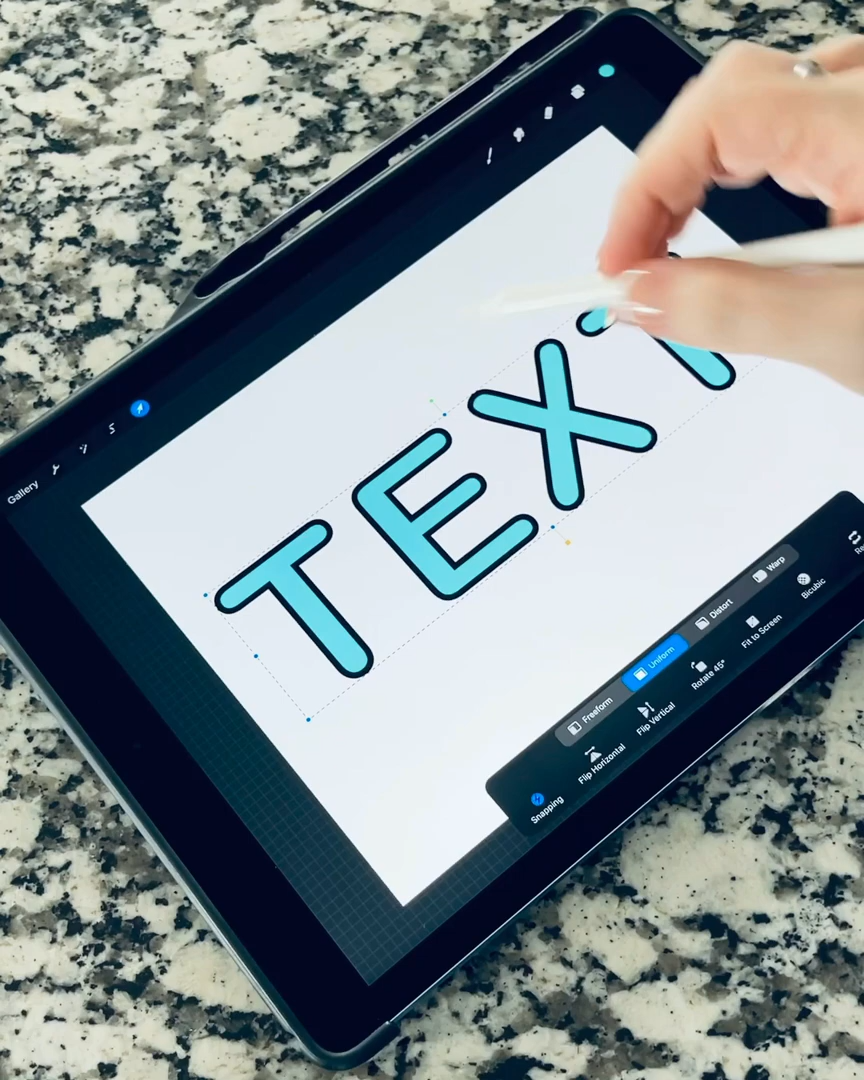 Gallery
TEXT
Freeform Uniform Distort Warp
Snapping Flip Horizontal Flip Vertical Rotate 45° Fit to Screen Bicubic